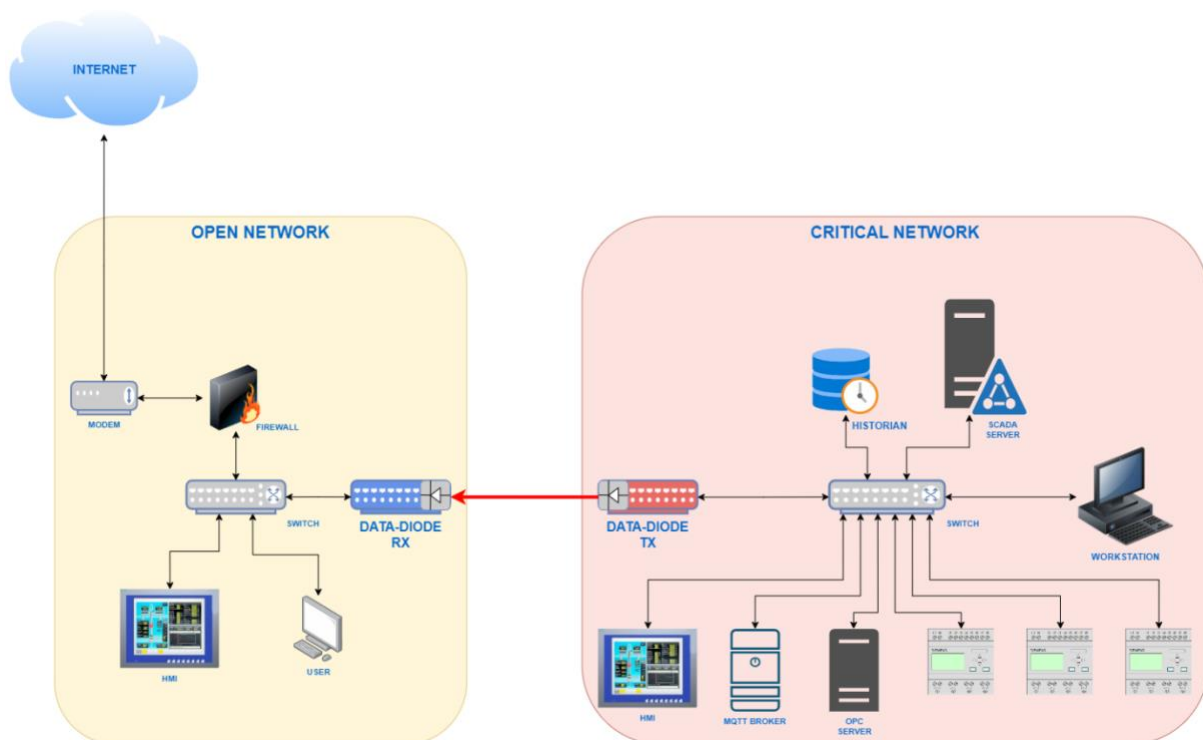 INTERNET
OPEN NETWORK
CRITICAL NETWORK
MODEM
FIREWALL
HISTORIAN
SCADA
SERVER
SWITCH
DATA-DIODE
RX
DATA-DIODE
TX
SWITCH
WORKSTATION
HMI
USER
HMI
MQTT BROKER
OPC
SERVER